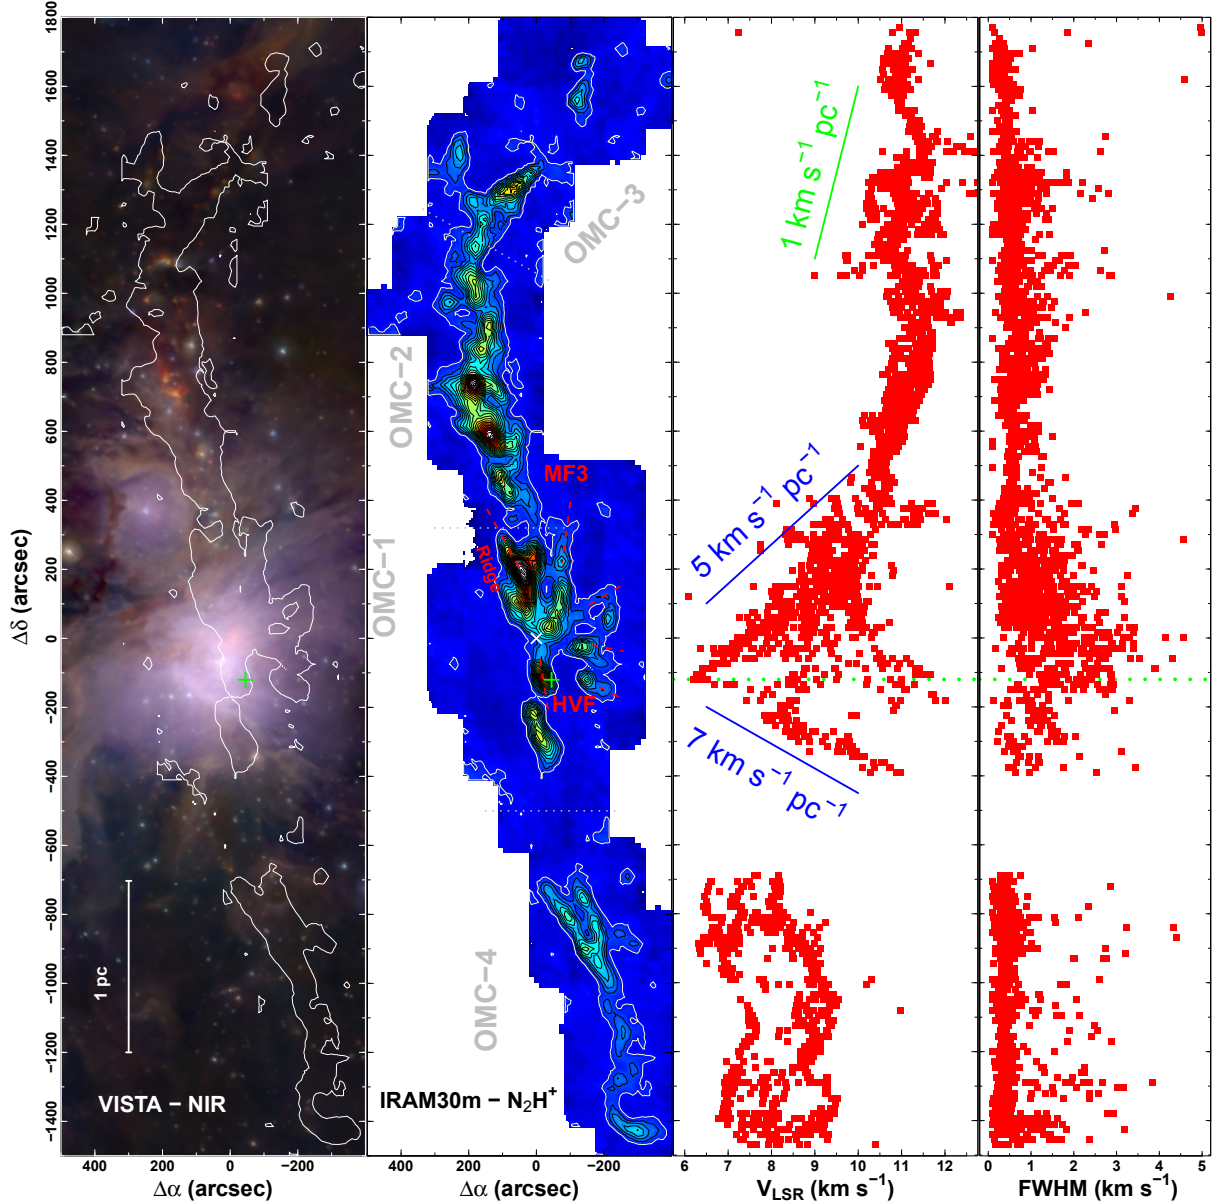 1800
1600
1400
1200
1000
800
600
400
200
0
−200
−400
−600
−800
−1000
−1200
−1400
Δδ (arcsec)
1 pc
VISTA − NIR
400 200 0 −200
Δα (arcsec)
OMC−3
OMC−2
MF3
OMC−1
Ridge
HVF
OMC−4
IRAM30m − N₂H⁺
400 200 0 −200
Δα (arcsec)
1 km s⁻¹ pc⁻¹
5 km s⁻¹ pc⁻¹
7 km s⁻¹ pc⁻¹
6 7 8 9 10 11 12
V_LSR (km s⁻¹)
0 1 2 3 4 5
FWHM (km s⁻¹)